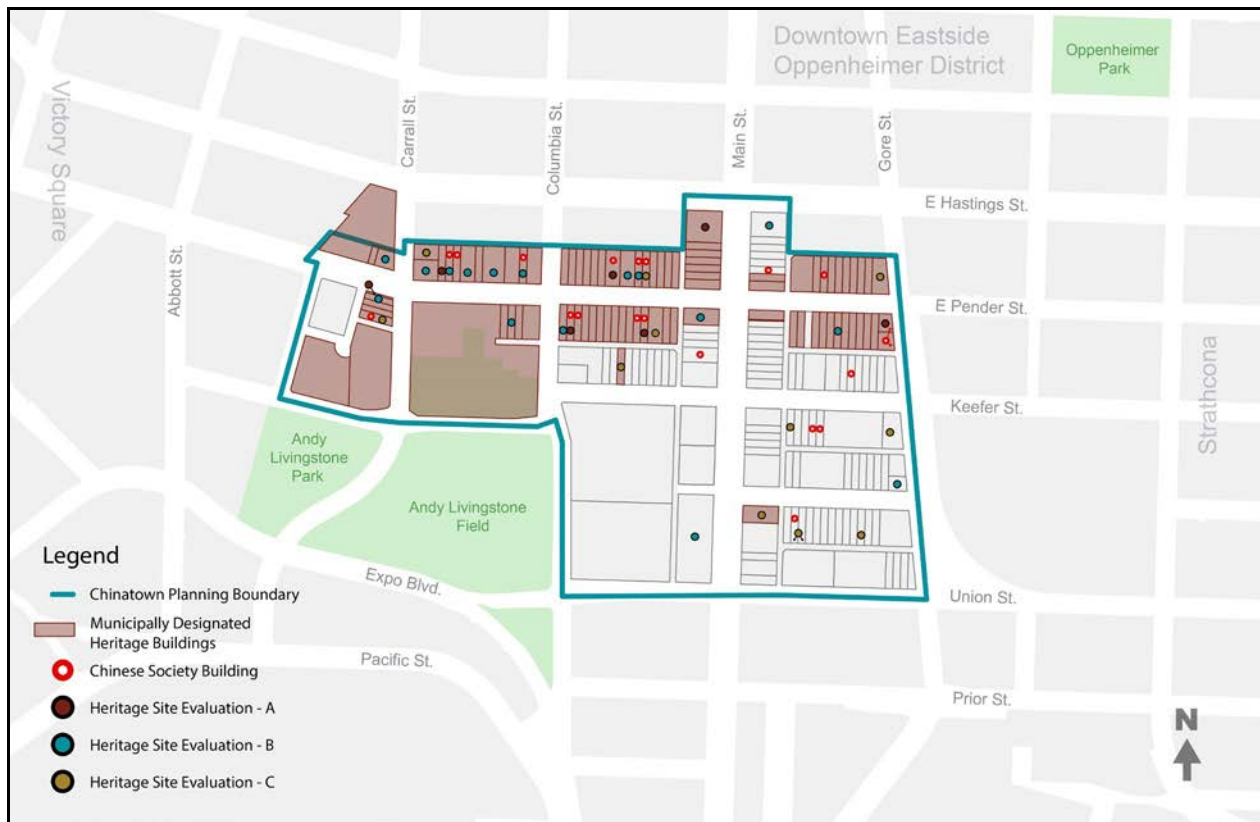 Downtown Eastside
Oppenheimer District
Oppenheimer
Park
Victory Square
Carrall St.
Columbia St.
Main St.
Gore St.
E Hastings St.
Abbott St.
E Pender St.
Keefer St.
Strathcona
Andy
Livingstone
Park
Andy Livingstone
Field
Expo Blvd.
Union St.
Pacific St.
Prior St.
Legend
Chinatown Planning Boundary
Municipally Designated
Heritage Buildings
Chinese Society Building
Heritage Site Evaluation - A
Heritage Site Evaluation - B
Heritage Site Evaluation - C
N